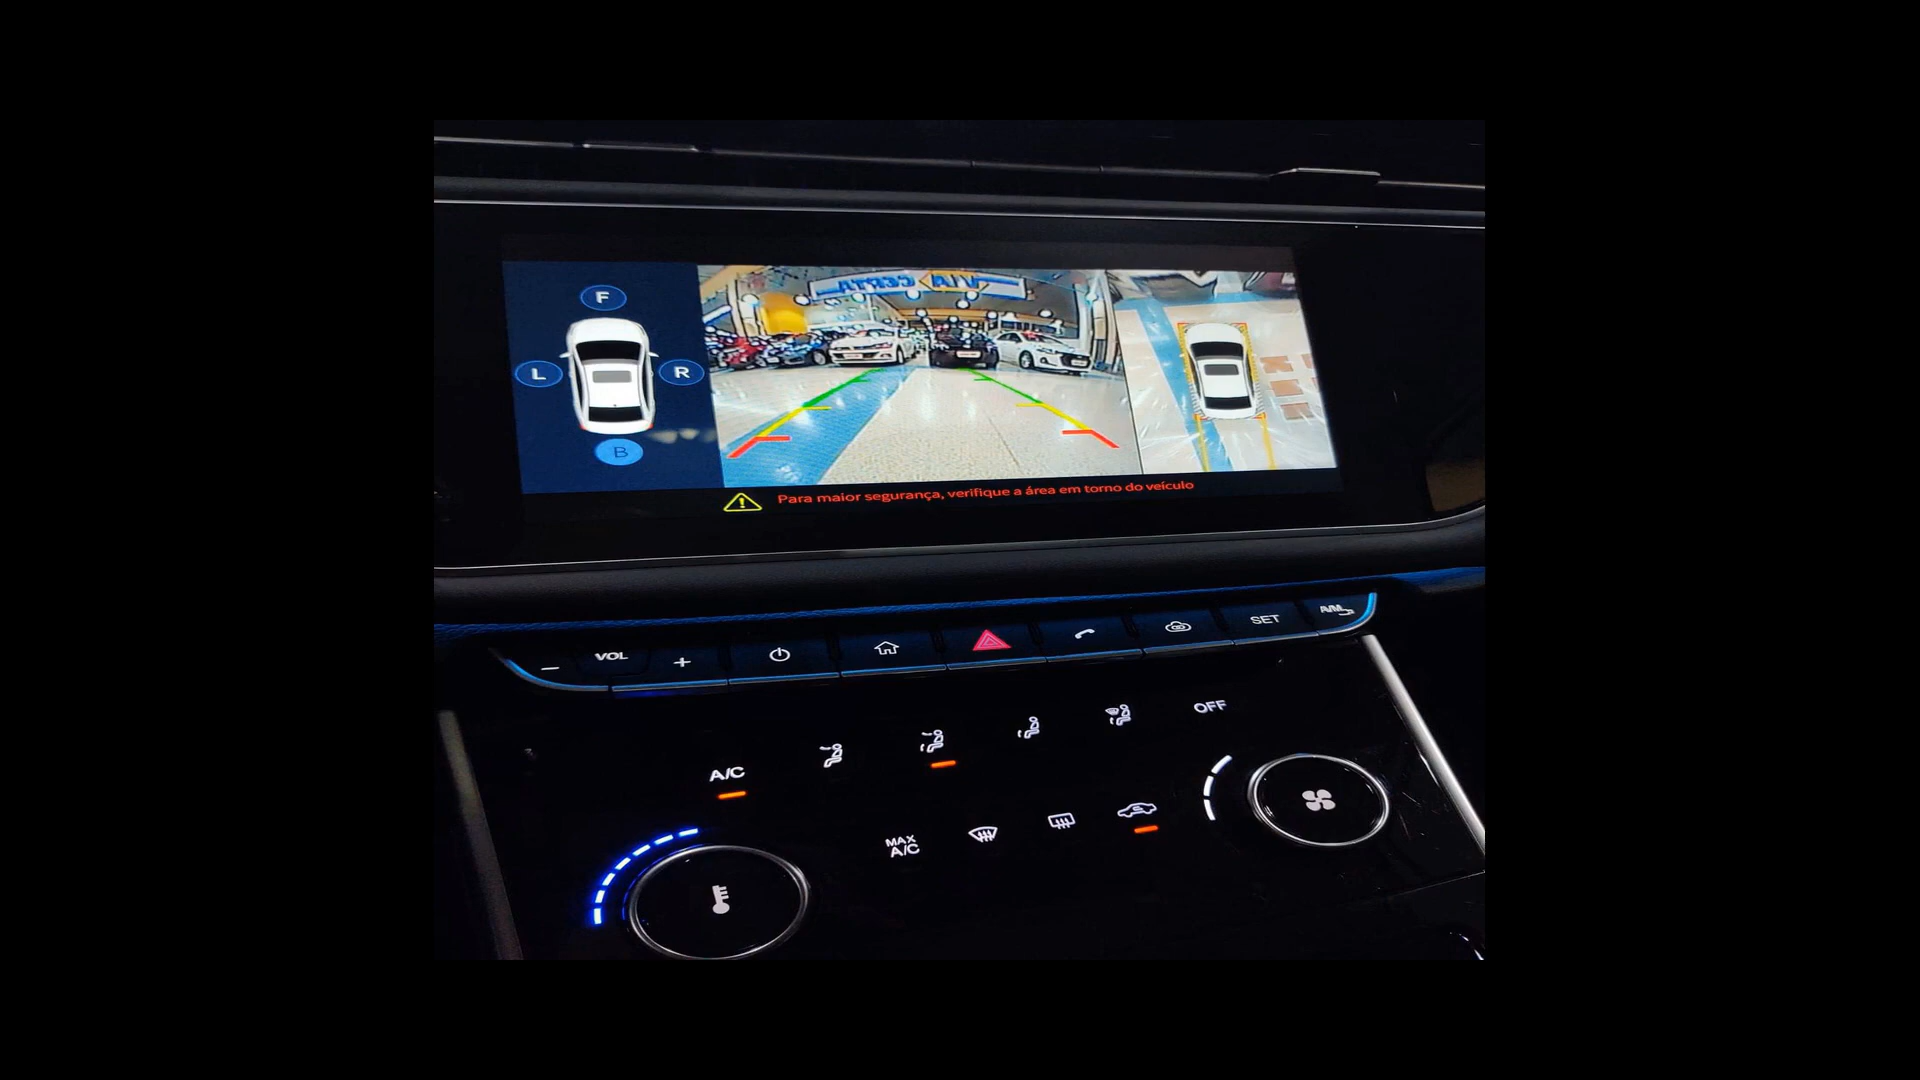 F
L
R
B
VIA CERTA
Para maior segurança, verifique a área em torno do veículo
− VOL +
SET
A/M
OFF
A/C
MAX
A/C